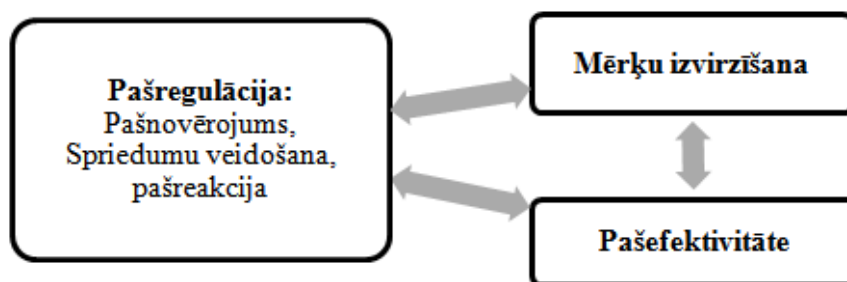 Pašregulācija:
Pašnovērojums,
Spriedumu veidošana,
pašreakcija
Mērķu izvirzīšana
Pašefektivitāte